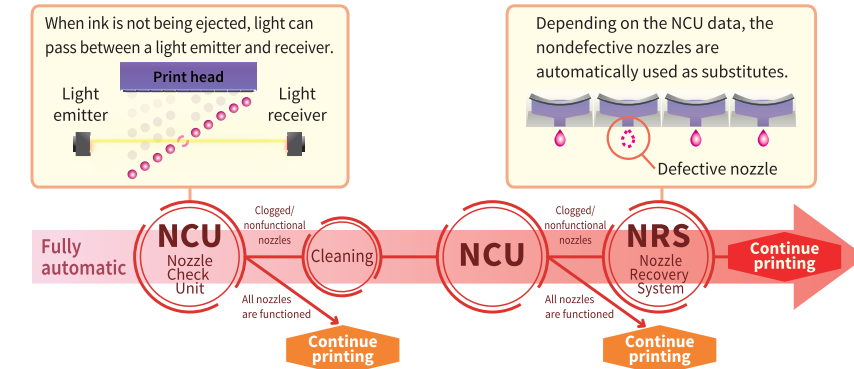 When ink is not being ejected, light can
pass between a light emitter and receiver.
Print head
Light
emitter
Light
receiver
Depending on the NCU data, the
nondefective nozzles are
automatically used as substitutes.
Defective nozzle
Fully
automatic
NCU
Nozzle
Check
Unit
Clogged/
nonfunctional
nozzles
All nozzles
are functioned
Continue
printing
Cleaning
NCU
Clogged/
nonfunctional
nozzles
All nozzles
are functioned
Continue
printing
NRS
Nozzle
Recovery
System
Continue
printing